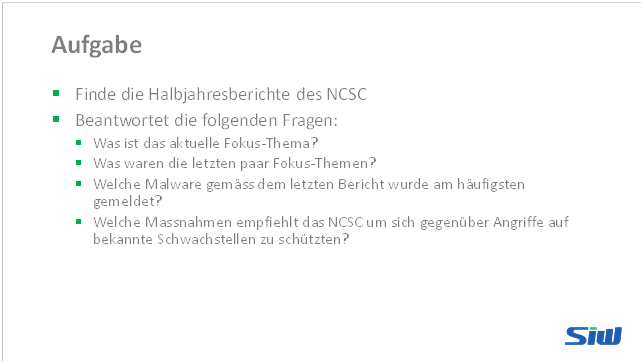 Aufgabe
Finde die Halbjahresberichte des NCSC
Beantwortet die folgenden Fragen:
Was ist das aktuelle Fokus-Thema?
Was waren die letzten paar Fokus-Themen?
Welche Malware gemäss dem letzten Bericht wurde am häufigsten
gemeldet?
Welche Massnahmen empfiehlt das NCSC um sich gegenüber Angriffe auf
bekannte Schwachstellen zu schützten?
SiW